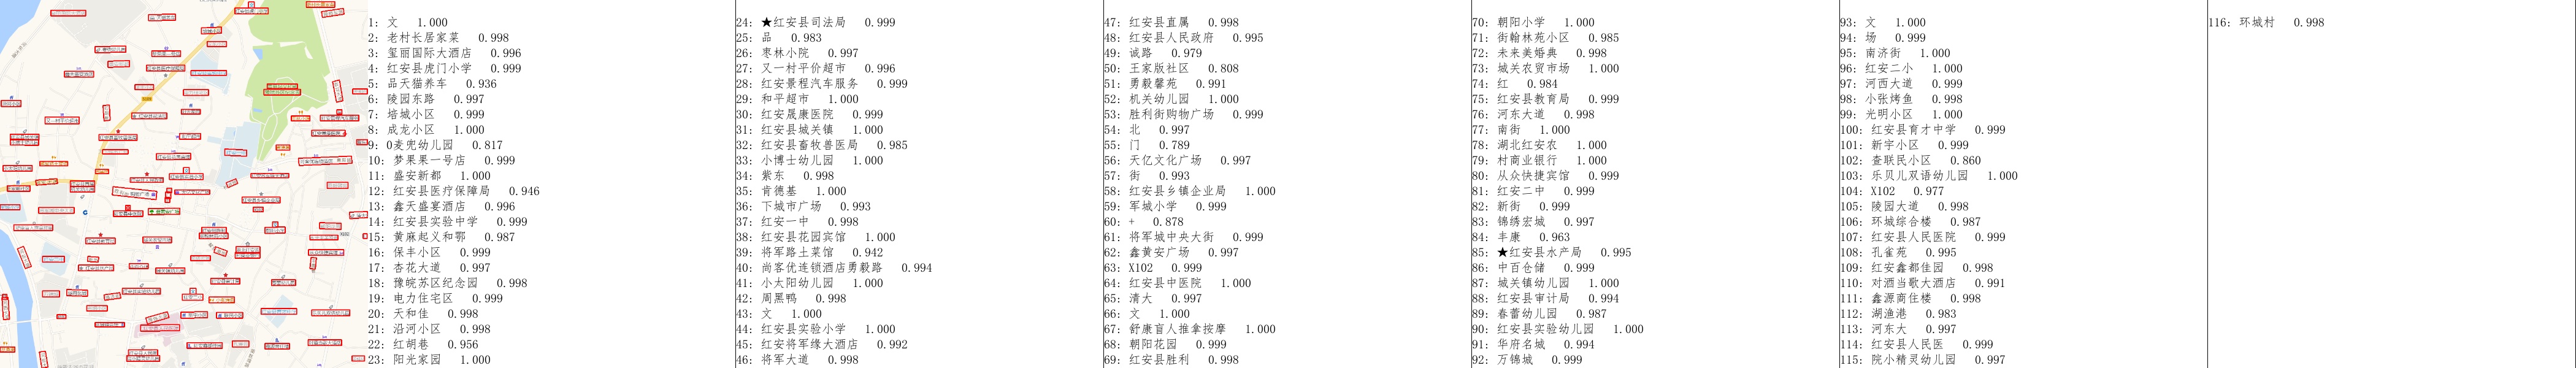 1: 文 1.000
2: 老村长居家菜 0.998
3: 玺丽国际大酒店 0.996
4: 红安县虎门小学 0.999
5: 品天猫养车 0.936
6: 陵园东路 0.997
7: 培城小区 0.999
8: 成龙小区 1.000
9: 0麦兜幼儿园 0.817
10: 梦果果一号店 0.999
11: 盛安新都 1.000
12: 红安县医疗保障局 0.946
13: 鑫天盛宴酒店 0.996
14: 红安县实验中学 0.999
15: 黄麻起义和鄂 0.987
16: 保丰小区 0.999
17: 杏花大道 0.997
18: 豫皖苏区纪念园 0.998
19: 电力住宅区 0.999
20: 天和佳 0.998
21: 沿河小区 0.998
22: 红胡巷 0.956
23: 阳光家园 1.000
24: ★红安县司法局 0.999
25: 品 0.983
26: 枣林小院 0.997
27: 又一村平价超市 0.996
28: 红安景程汽车服务 0.999
29: 和平超市 1.000
30: 红安晟康医院 0.999
31: 红安县城关镇 1.000
32: 红安县畜牧兽医局 0.985
33: 小博士幼儿园 1.000
34: 紫东 0.998
35: 肯德基 1.000
36: 下城市广场 0.993
37: 红安一中 0.998
38: 红安县花园宾馆 1.000
39: 将军路土菜馆 0.942
40: 尚客优连锁酒店勇毅路 0.994
41: 小太阳幼儿园 1.000
42: 周黑鸭 0.998
43: 文 1.000
44: 红安县实验小学 1.000
45: 红安将军缘大酒店 0.992
46: 将军大道 0.998
47: 红安县直属 0.998
48: 红安县人民政府 0.995
49: 诚路 0.979
50: 王家版社区 0.808
51: 勇毅馨苑 0.991
52: 机关幼儿园 1.000
53: 胜利街购物广场 0.999
54: 北 0.997
55: 门 0.789
56: 天亿文化广场 0.997
57: 街 0.993
58: 红安县乡镇企业局 1.000
59: 军城小学 0.999
60: + 0.878
61: 将军城中央大街 0.999
62: 鑫黄安广场 0.997
63: X102 0.999
64: 红安县中医院 1.000
65: 清大 0.997
66: 文 1.000
67: 舒康盲人推拿按摩 1.000
68: 朝阳花园 0.999
69: 红安县胜利 0.998
70: 朝阳小学 1.000
71: 街翰林苑小区 0.985
72: 未来美婚典 0.998
73: 城关农贸市场 1.000
74: 红 0.984
75: 红安县教育局 0.999
76: 河东大道 0.998
77: 南街 1.000
78: 湖北红安农 1.000
79: 村商业银行 1.000
80: 从众快捷宾馆 0.999
81: 红安二中 0.999
82: 新街 0.999
83: 锦绣宏城 0.997
84: 丰康 0.963
85: ★红安县水产局 0.995
86: 中百仓储 0.999
87: 城关镇幼儿园 1.000
88: 红安县审计局 0.994
89: 春蕾幼儿园 0.987
90: 红安县实验幼儿园 1.000
91: 华府名城 0.994
92: 万锦城 0.999
93: 文 1.000
94: 场 0.999
95: 南济街 1.000
96: 红安二小 1.000
97: 河西大道 0.999
98: 小张烤鱼 0.998
99: 光明小区 1.000
100: 红安县育才中学 0.999
101: 新宇小区 0.999
102: 查联民小区 0.860
103: 乐贝儿双语幼儿园 1.000
104: X102 0.977
105: 陵园大道 0.998
106: 环城综合楼 0.987
107: 红安县人民医院 0.999
108: 孔雀苑 0.995
109: 红安鑫都佳园 0.998
110: 对酒当歌大酒店 0.991
111: 鑫源商住楼 0.998
112: 湖渔港 0.983
113: 河东大 0.997
114: 红安县人民医 0.999
115: 院小精灵幼儿园 0.997
116: 环城村 0.998